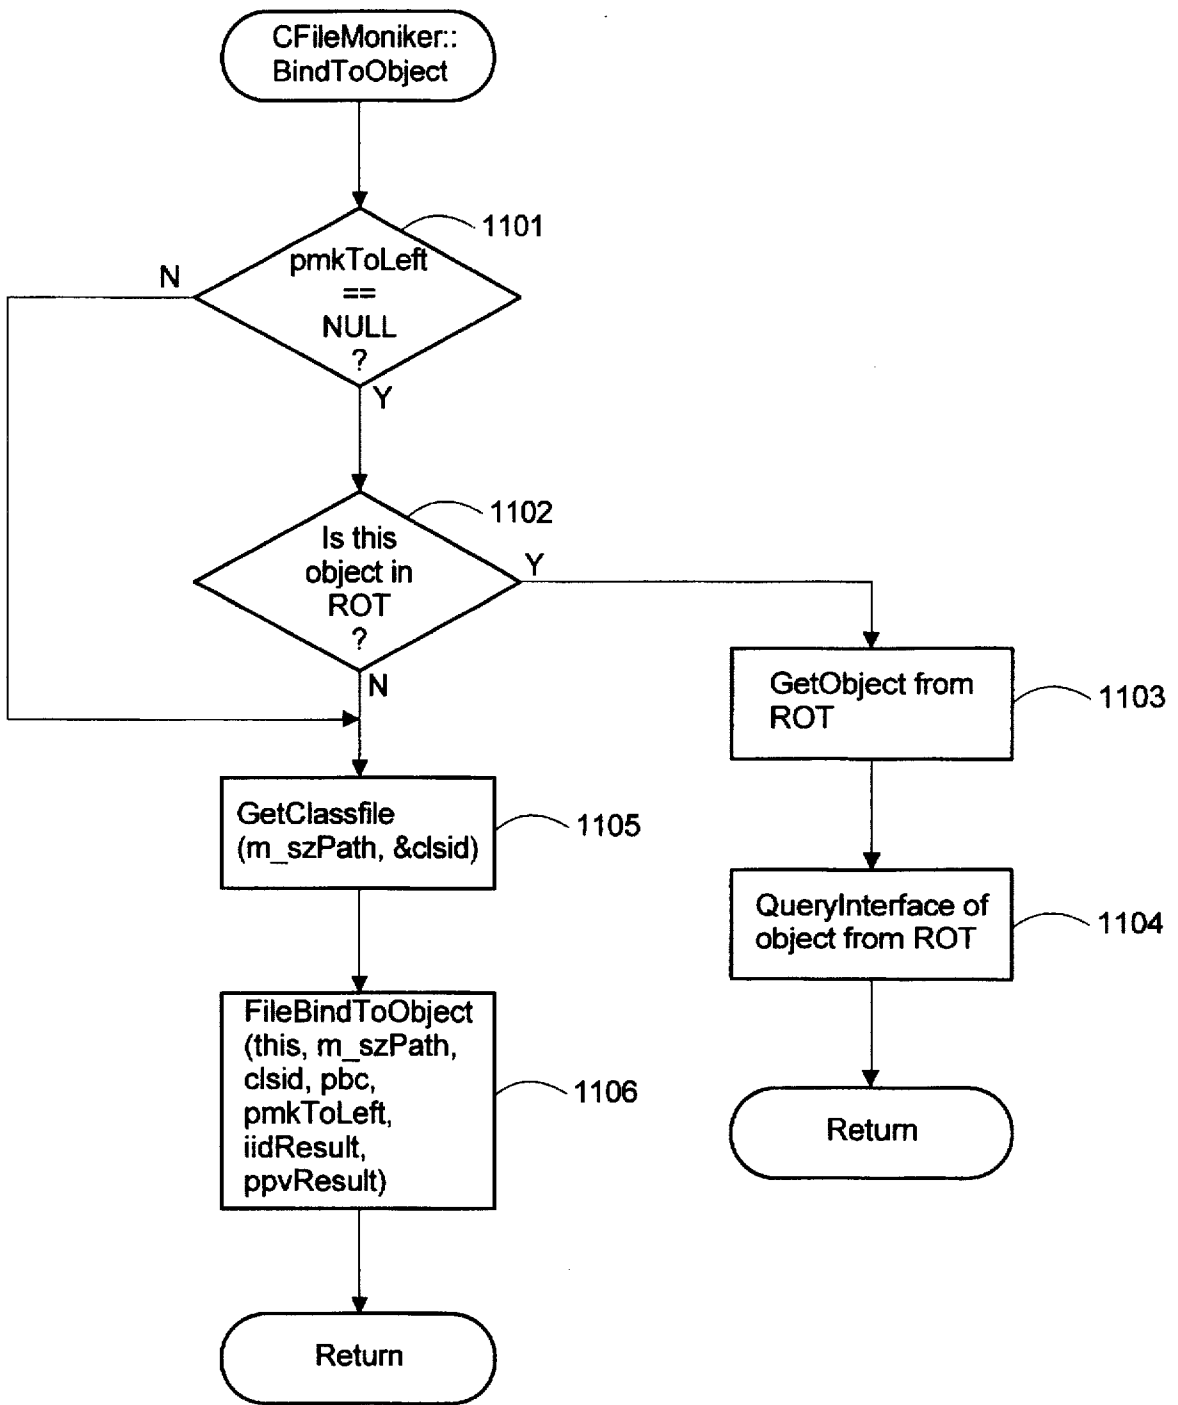 CFileMoniker::
BindToObject
1101
pmkToLeft
==
NULL
?
N
Y
1102
Is this
object in
ROT
?
Y
N
GetObject from
ROT
1103
GetClassfile
(m_szPath, &clsid)
1105
QueryInterface of
object from ROT
1104
FileBindToObject
(this, m_szPath,
clsid, pbc,
pmkToLeft,
iidResult,
ppvResult)
1106
Return
Return